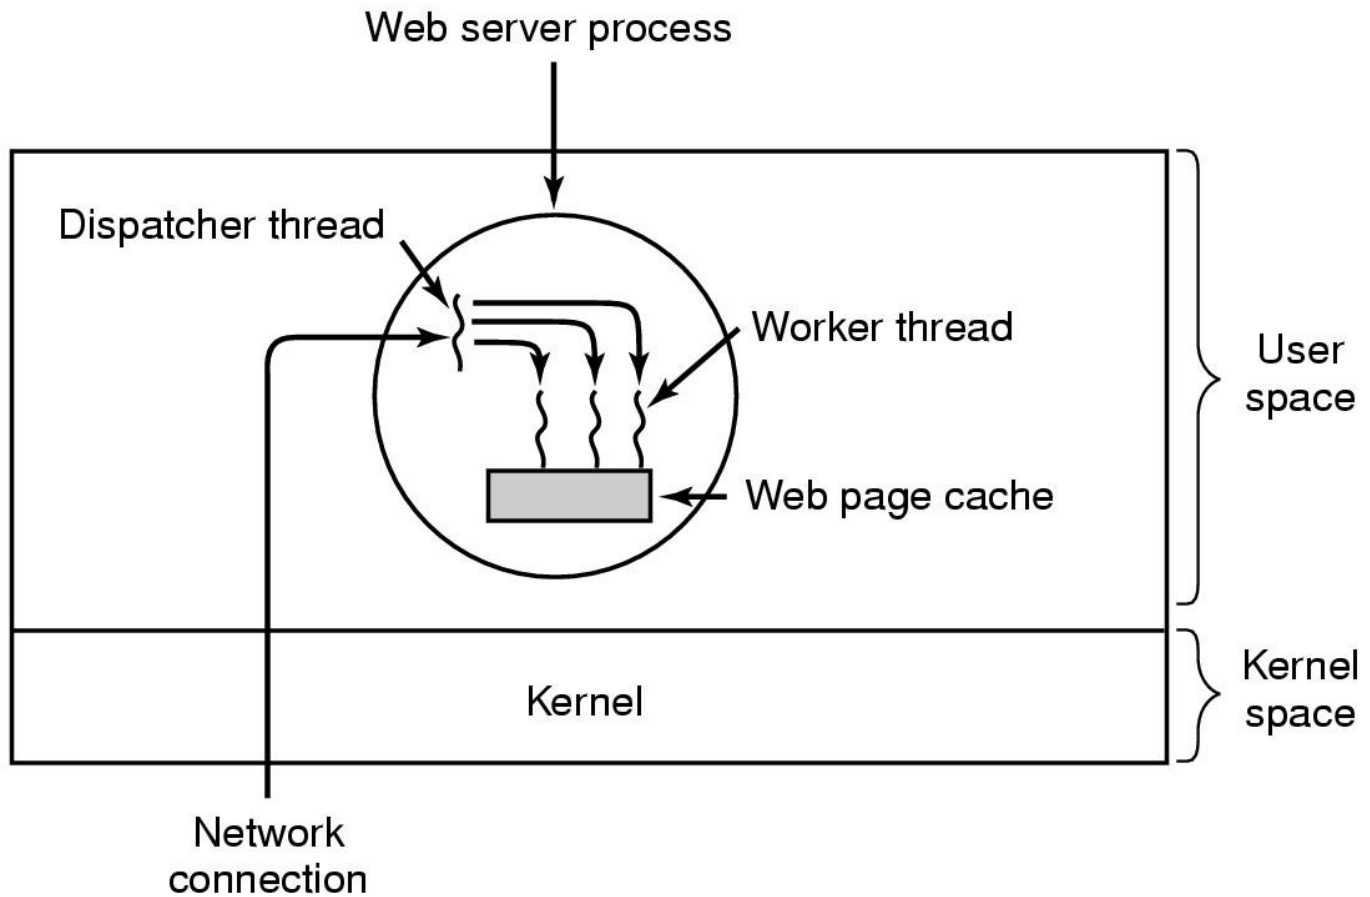 Web server process
Dispatcher thread
Worker thread
User
space
Web page cache
Kernel
space
Kernel
Network
connection